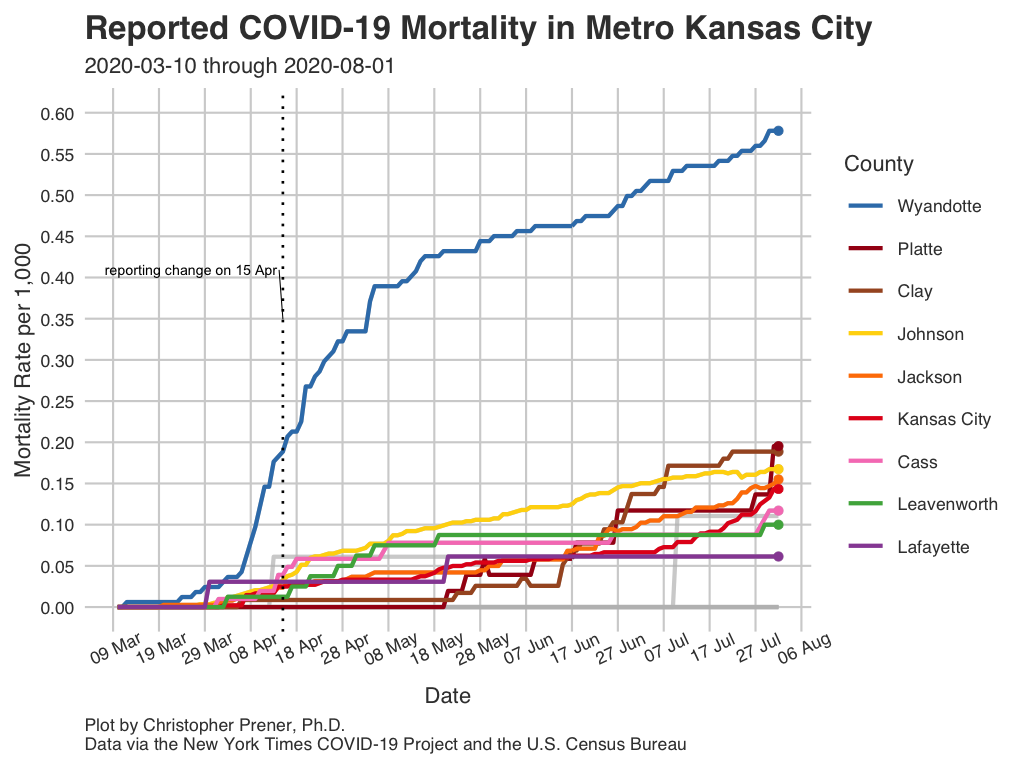 Reported COVID-19 Mortality in Metro Kansas City
2020-03-10 through 2020-08-01
Mortality Rate per 1,000
0.60
0.55
0.50
0.45
0.40
0.35
0.30
0.25
0.20
0.15
0.10
0.05
0.00
reporting change on 15 Apr
09 Mar
19 Mar
29 Mar
08 Apr
18 Apr
28 Apr
08 May
18 May
28 May
07 Jun
17 Jun
27 Jun
07 Jul
17 Jul
27 Jul
06 Aug
Date
County
Wyandotte
Platte
Clay
Johnson
Jackson
Kansas City
Cass
Leavenworth
Lafayette
Plot by Christopher Prener, Ph.D.
Data via the New York Times COVID-19 Project and the U.S. Census Bureau